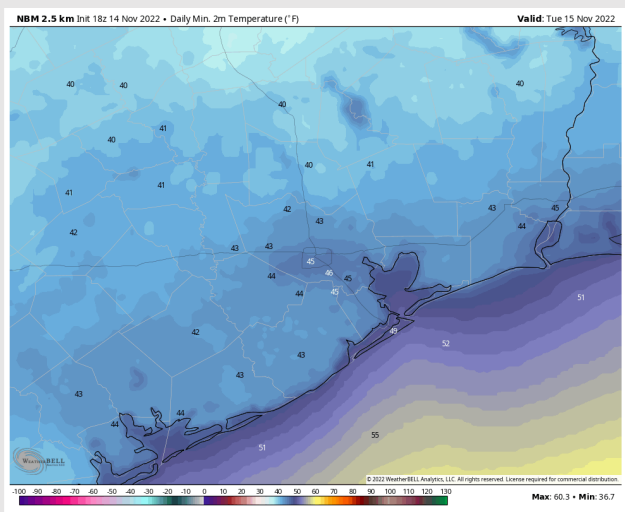 NBM 2.5 km Init 18z 14 Nov 2022 • Daily Min. 2m Temperature (°F)
Valid: Tue 15 Nov 2022
40 40 40
40
40 41
40 41
41 41
42 43 45
42 43 44
43 43
45
44 46 45
44 45 51
49
42 52
43
43
43
44 44
55
51
WEATHERBELL
© 2022 WeatherBELL Analytics, LLC. All rights reserved. License required for commercial distribution.
-100 -90 -80 -70 -60 -50 -40 -30 -20 -10 0 10 20 30 40 50 60 70 80 90 100 110 120 130
Max: 60.3 • Min: 36.7